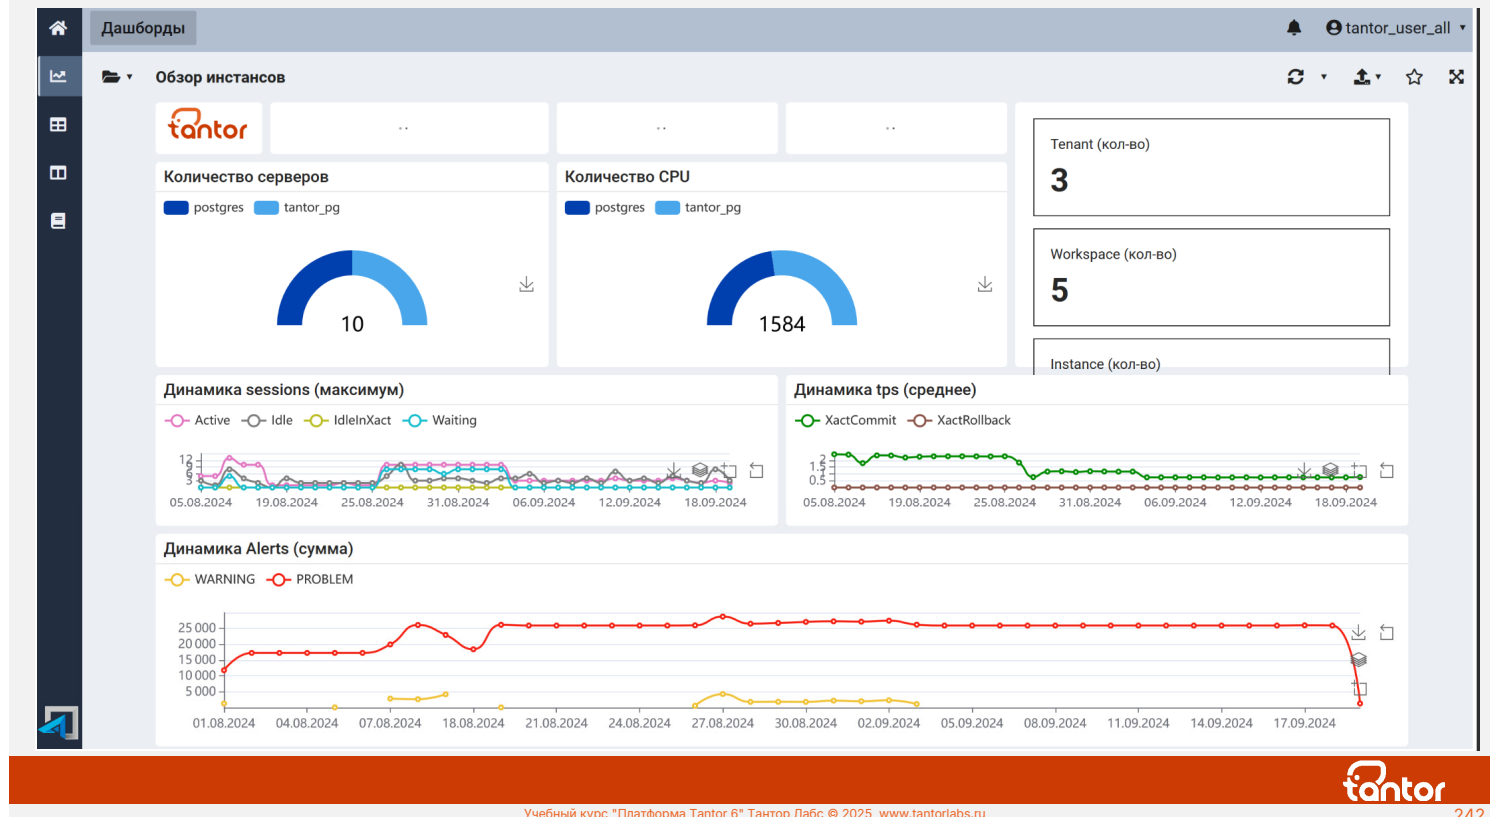 Дашборды
tantor_user_all
Обзор инстансов
tantor
..
..
..
Tenant (кол-во)
3
Количество серверов
postgres
tantor_pg
10
Количество CPU
postgres
tantor_pg
1584
Workspace (кол-во)
5
Instance (кол-во)
Динамика sessions (максимум)
Active
Idle
IdleInXact
Waiting
12
9
6
3
05.08.2024
19.08.2024
25.08.2024
31.08.2024
06.09.2024
12.09.2024
18.09.2024
Динамика tps (среднее)
XactCommit
XactRollback
2
1.5
1
0.5
05.08.2024
19.08.2024
25.08.2024
31.08.2024
06.09.2024
12.09.2024
18.09.2024
Динамика Alerts (сумма)
WARNING
PROBLEM
25 000
20 000
15 000
10 000
5 000
01.08.2024
04.08.2024
07.08.2024
18.08.2024
21.08.2024
24.08.2024
27.08.2024
30.08.2024
02.09.2024
05.09.2024
08.09.2024
11.09.2024
14.09.2024
17.09.2024
tantor
Учебный курс "Платформа Tantor 6" Тантор Лабс © 2025 www.tantorlabs.ru
242